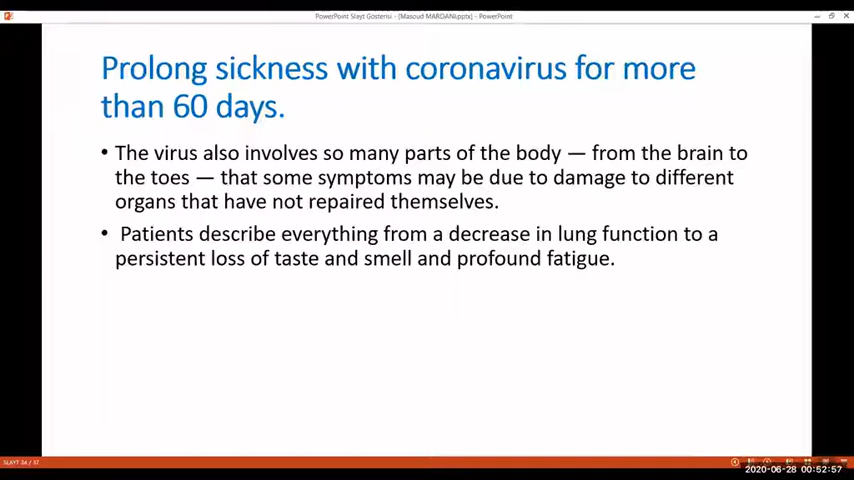 PowerPoint Slayt Gösterisi - [Masoud MARDANI.pptx] - PowerPoint
Prolong sickness with coronavirus for more
than 60 days.
• The virus also involves so many parts of the body — from the brain to
the toes — that some symptoms may be due to damage to different
organs that have not repaired themselves.
• Patients describe everything from a decrease in lung function to a
persistent loss of taste and smell and profound fatigue.
SLAYT 34 / 37
2020-06-28 00:52:57